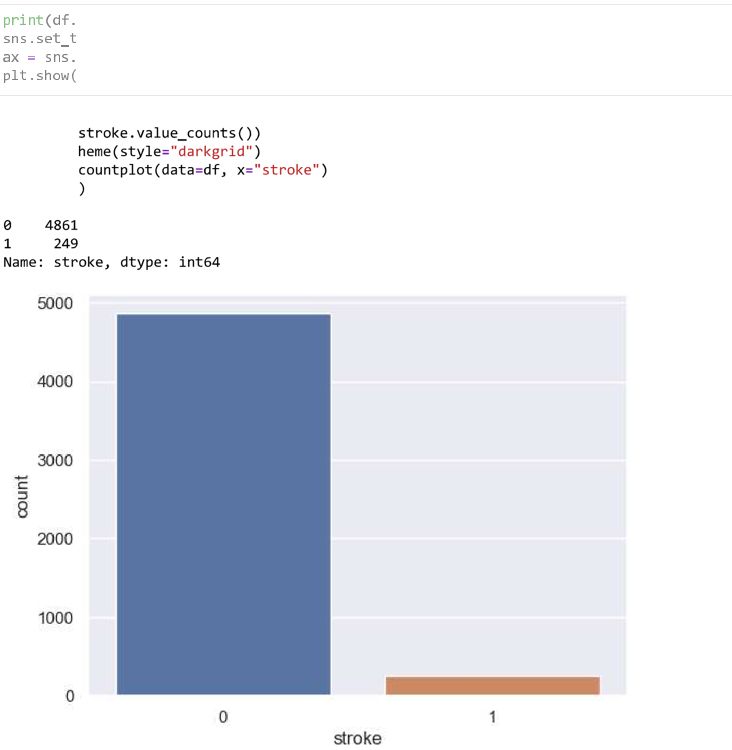 print(df.
sns.set_t
ax = sns.
plt.show(
stroke.value_counts())
heme(style="darkgrid")
countplot(data=df, x="stroke")
)
0    4861
1     249
Name: stroke, dtype: int64
5000
4000
3000
2000
1000
0
count
0 1
stroke